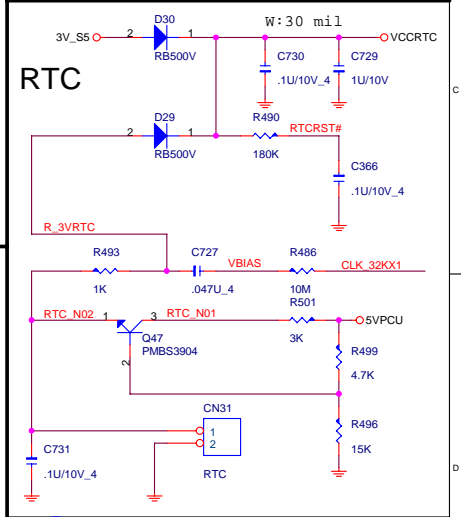 W:30 mil
D30
3V_S5
2
1
VCCRTC
RB500V
C730
C729
RTC
.1U/10V_4
1U/10V
C
D29
2
1
R490
RTCRST#
RB500V
180K
C366
.1U/10V_4
R_3VRTC
R493
C727
VBIAS
R486
CLK_32KX1
1K
.047U_4
10M
R501
RTC_N02
1
3
RTC_N01
5VPCU
Q47
3K
PMBS3904
R499
2
4.7K
CN31
R496
1
2
C731
15K
.1U/10V_4
RTC
D